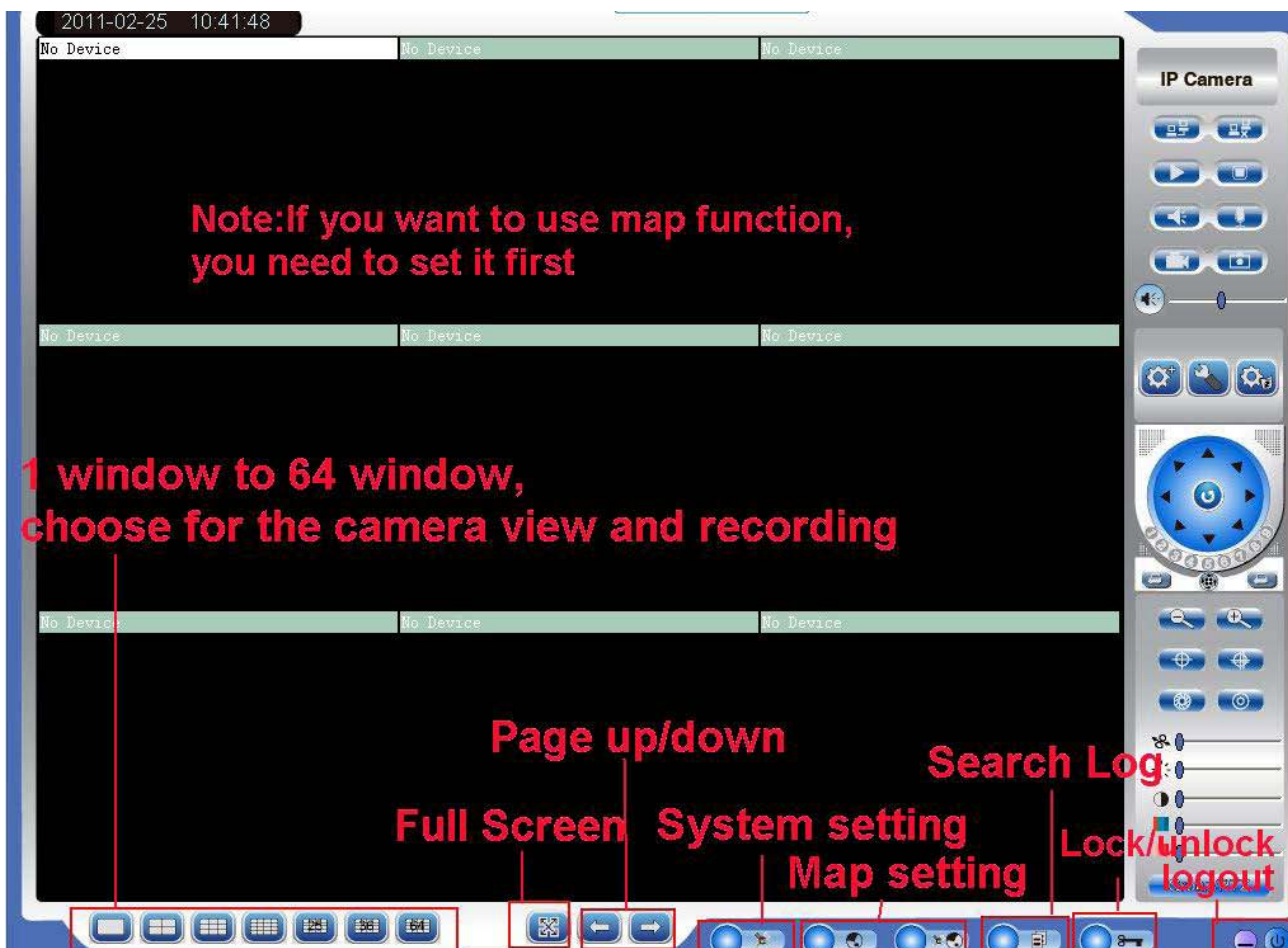 2011-02-25 10:41:48
No Device No Device No Device
IP Camera
Note:If you want to use map function,
you need to set it first
No Device No Device No Device
1 window to 64 window,
choose for the camera view and recording
No Device No Device No Device
Page up/down
Search Log
Full Screen System setting
Lock/unlock
Map setting
logout
25 36 64